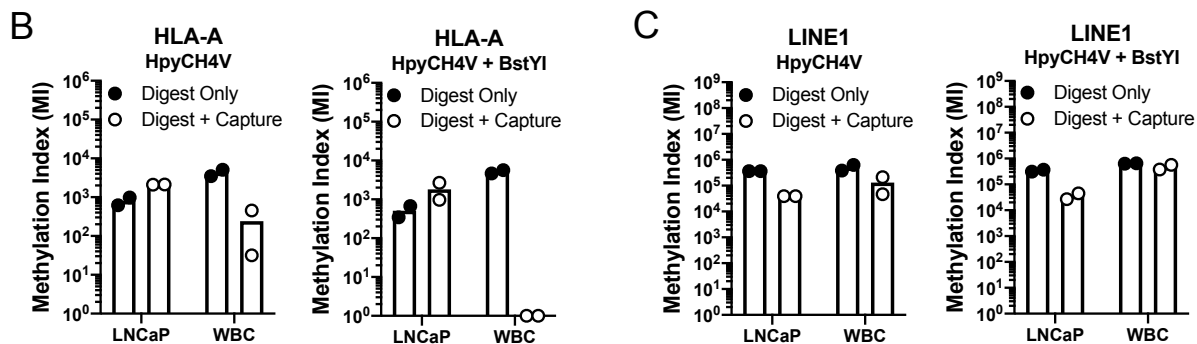 B
HLA-A
HpyCH4V
Methylation Index (MI)
10⁶
10⁵
10⁴
10³
10²
10¹
10⁰
Digest Only
Digest + Capture
LNCaP
WBC
HLA-A
HpyCH4V + BstYI
Methylation Index (MI)
10⁶
10⁵
10⁴
10³
10²
10¹
10⁰
Digest Only
Digest + Capture
LNCaP
WBC
C
LINE1
HpyCH4V
Methylation Index (MI)
10⁹
10⁸
10⁷
10⁶
10⁵
10⁴
10³
10²
10¹
10⁰
Digest Only
Digest + Capture
LNCaP
WBC
LINE1
HpyCH4V + BstYI
Methylation Index (MI)
10⁹
10⁸
10⁷
10⁶
10⁵
10⁴
10³
10²
10¹
10⁰
Digest Only
Digest + Capture
LNCaP
WBC